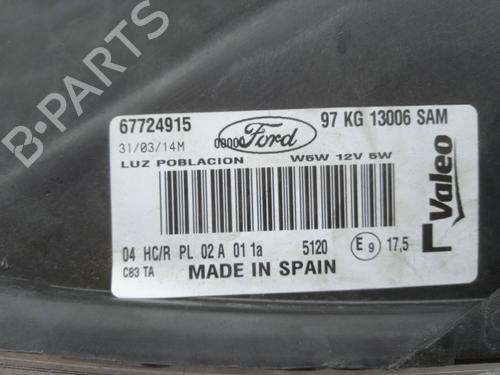 67724915
Ford
97 KG 13006 SAM
31/03/14M
08000
LUZ POBLACION
W5W 12V 5W
Valeo
04 HC/R PL 02 A 01 1a
5120
E9
17,5
C83 TA
MADE IN SPAIN
B-PARTS